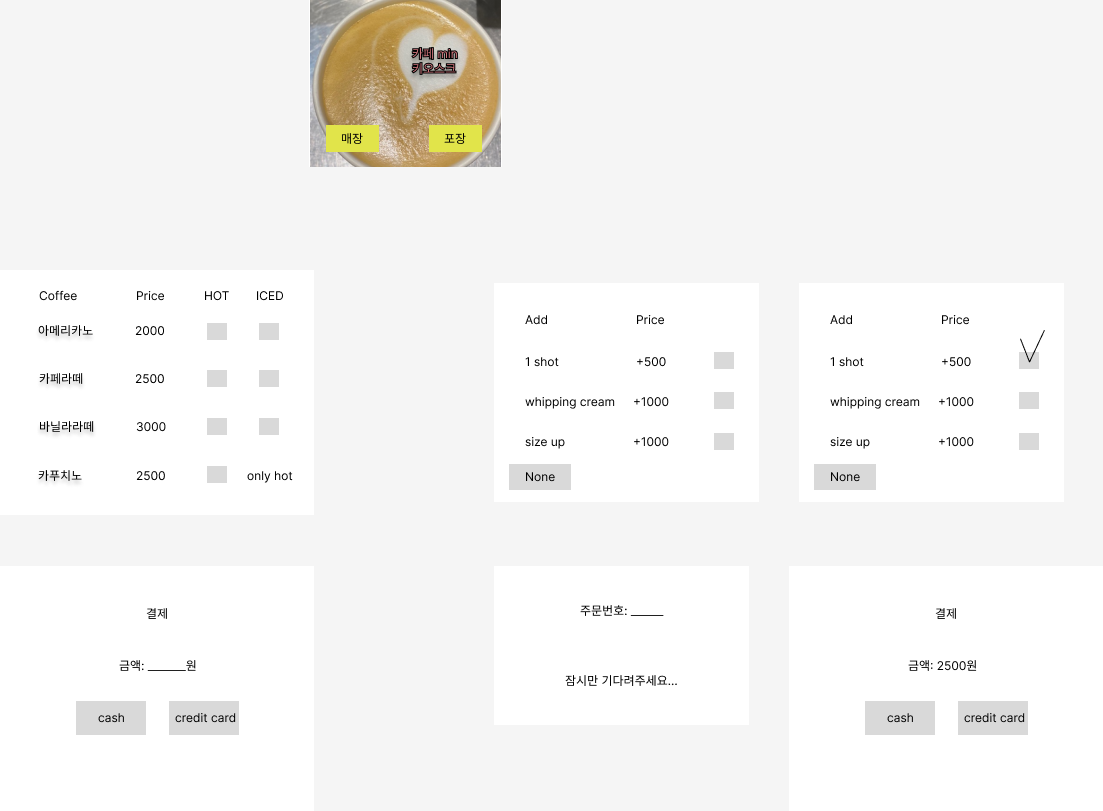 카페 min
키오스크
매장 포장
Coffee Price HOT ICED
아메리카노 2000
카페라떼 2500
바닐라라떼 3000
카푸치노 2500 only hot
Add Price
1 shot +500
whipping cream +1000
size up +1000
None
Add Price
1 shot +500
whipping cream +1000
size up +1000
None
결제
금액: ______원
cash credit card
주문번호: _____
잠시만 기다려주세요...
결제
금액: 2500원
cash credit card